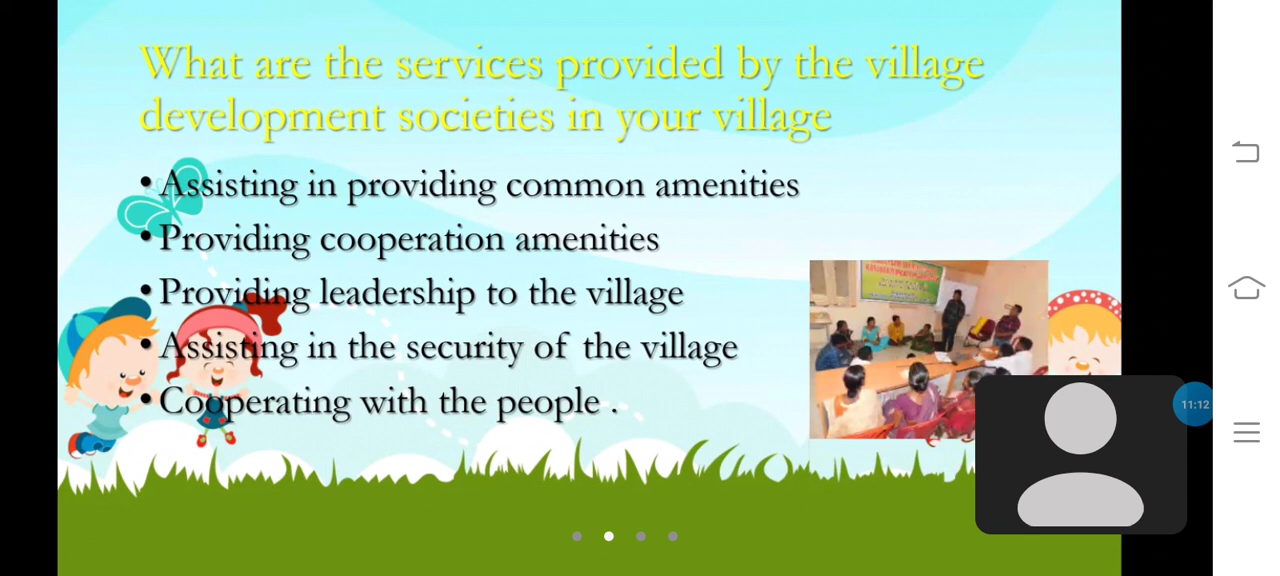 What are the services provided by the village
development societies in your village
• Assisting in providing common amenities
• Providing cooperation amenities
• Providing leadership to the village
• Assisting in the security of the village
• Cooperating with the people .
11:12